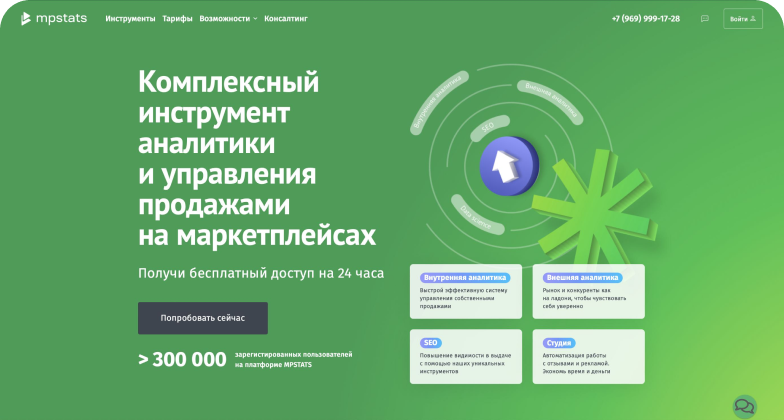 mpstats
Инструменты Тарифы Возможности Консалтинг
+7 (969) 999-17-28
Войти
Комплексный
инструмент
аналитики
и управления
продажами
на маркетплейсах
Получи бесплатный доступ на 24 часа
Попробовать сейчас
> 300 000
зарегистрированных пользователей
на платформе MPSTATS
Внутренняя аналитика
Внешняя аналитика
SEO
Data science
Внутренняя аналитика
Выстрой эффективную систему
управления собственными
продажами
Внешняя аналитика
Рынок и конкуренты как
на ладони, чтобы чувствовать
себя уверенно
SEO
Повышение видимости в выдаче
с помощью наших уникальных
инструментов
Студия
Автоматизация работы
с отзывами и рекламой.
Экономь время и деньги